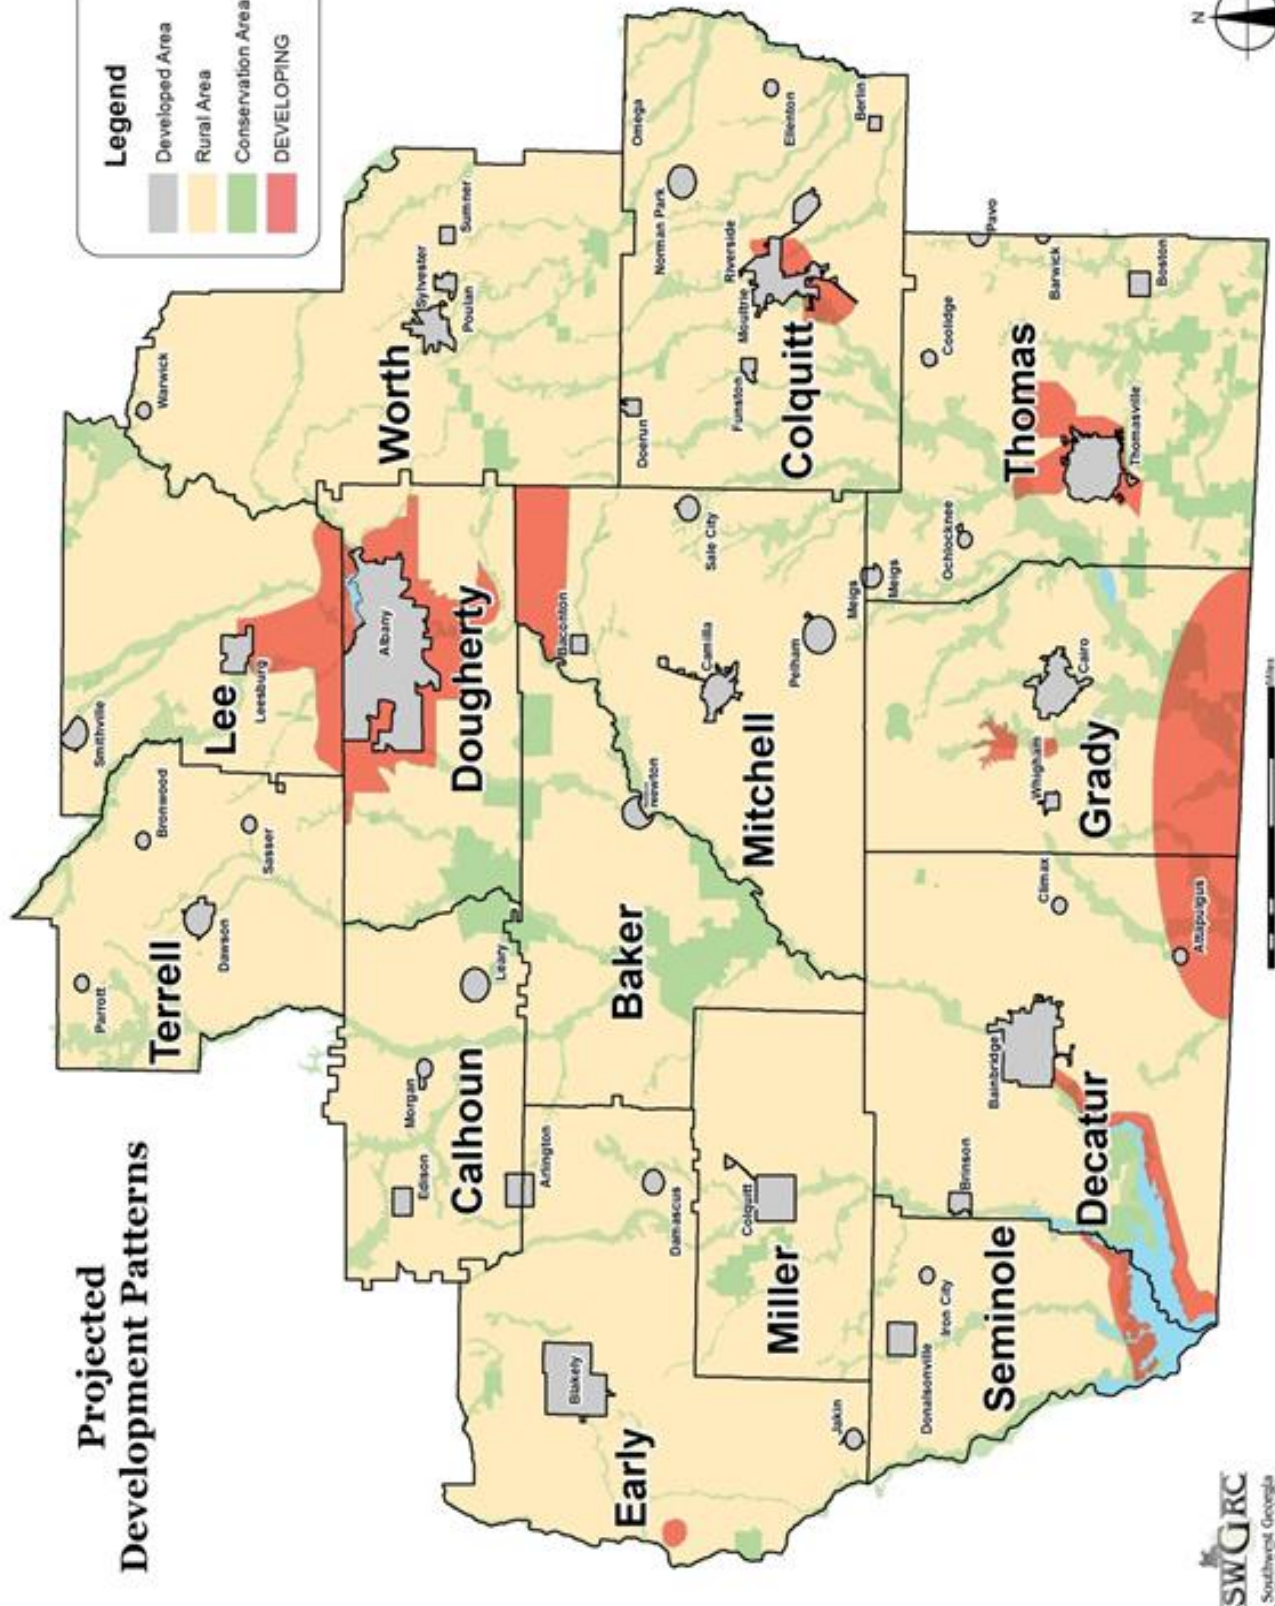 Projected
Development Patterns
Legend
Developed Area
Rural Area
Conservation Area
DEVELOPING
N
Smithville
Parrott
Bronwood
Terrell
Dawson
Sasser
Lee
Leesburg
Warwick
Worth
Sylvester
Poulan
Sumner
Albany
Dougherty
Morgan
Edison
Calhoun
Leary
Arlington
Blakely
Early
Damascus
Jakin
Baker
Newton
Baconton
Mitchell
Camilla
Sale City
Pelham
Meigs
Meigs
Omega
Doerun
Norman Park
Funston
Moultrie
Riverside
Colquitt
Ellenton
Berlin
Colquitt
Miller
Donalsonville
Iron City
Seminole
Brinson
Bainbridge
Decatur
Climax
Attapulgus
Whigham
Cairo
Grady
Ochlocknee
Coolidge
Thomas
Thomasville
Pavo
Barwick
Boston
Miles
SWGRC
Southwest Georgia